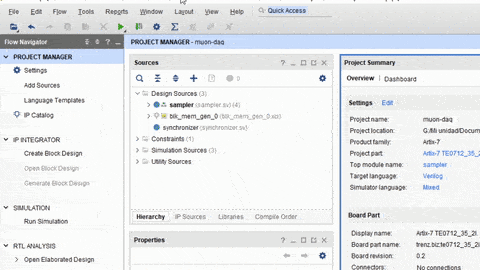 File Edit Flow Tools Reports Window Layout View Help Quick Access
Flow Navigator
PROJECT MANAGER - muon-daq
PROJECT MANAGER
Settings
Add Sources
Language Templates
IP Catalog
IP INTEGRATOR
Create Block Design
Open Block Design
Generate Block Design
SIMULATION
Run Simulation
RTL ANALYSIS
Open Elaborated Design
Sources
0
Design Sources (3)
sampler (sampler.sv) (4)
blk_mem_gen_0 (blk_mem_gen_0.xci)
synchronizer (synchronizer.sv)
Constraints (1)
Simulation Sources (3)
Utility Sources
Hierarchy IP Sources Libraries Compile Order
Properties
Project Summary
Overview Dashboard
Settings Edit
Project name: muon-daq
Project location: G:/Mi unidad/Docum
Product family: Artix-7
Project part: Artix-7 TE0712_35_2I
Top module name: sampler
Target language: Verilog
Simulator language: Mixed
Board Part
Display name: Artix-7 TE0712_35_2I.
Board part name: trenz.biz:te0712_35_2i
Board revision: 0.2
Connectors: No connections